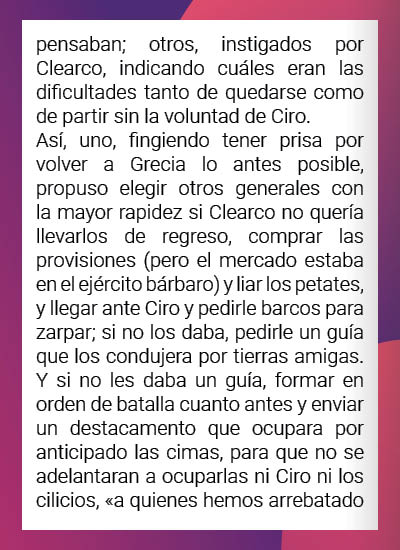 pensaban; otros, instigados por
Clearco, indicando cuáles eran las
dificultades tanto de quedarse como
de partir sin la voluntad de Ciro.
Así, uno, fingiendo tener prisa por
volver a Grecia lo antes posible,
propuso elegir otros generales con
la mayor rapidez si Clearco no quería
llevarlos de regreso, comprar las
provisiones (pero el mercado estaba
en el ejército bárbaro) y liar los petates,
y llegar ante Ciro y pedirle barcos para
zarpar; si no los daba, pedirle un guía
que los condujera por tierras amigas.
Y si no les daba un guía, formar en
orden de batalla cuanto antes y enviar
un destacamento que ocupara por
anticipado las cimas, para que no se
adelantaran a ocuparlas ni Ciro ni los
cilicios, «a quienes hemos arrebatado